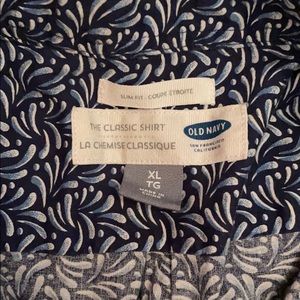 SLIM FIT · COUPE ÉTROITE
THE CLASSIC SHIRT
LA CHEMISE CLASSIQUE
OLD NAVY
SAN FRANCISCO
CALIFORNIA
XL
TG